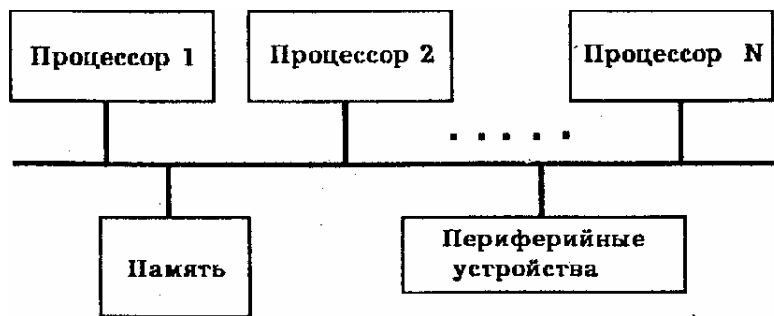 Процессор 1
Процессор 2
Процессор N
Память
Периферийные
устройства